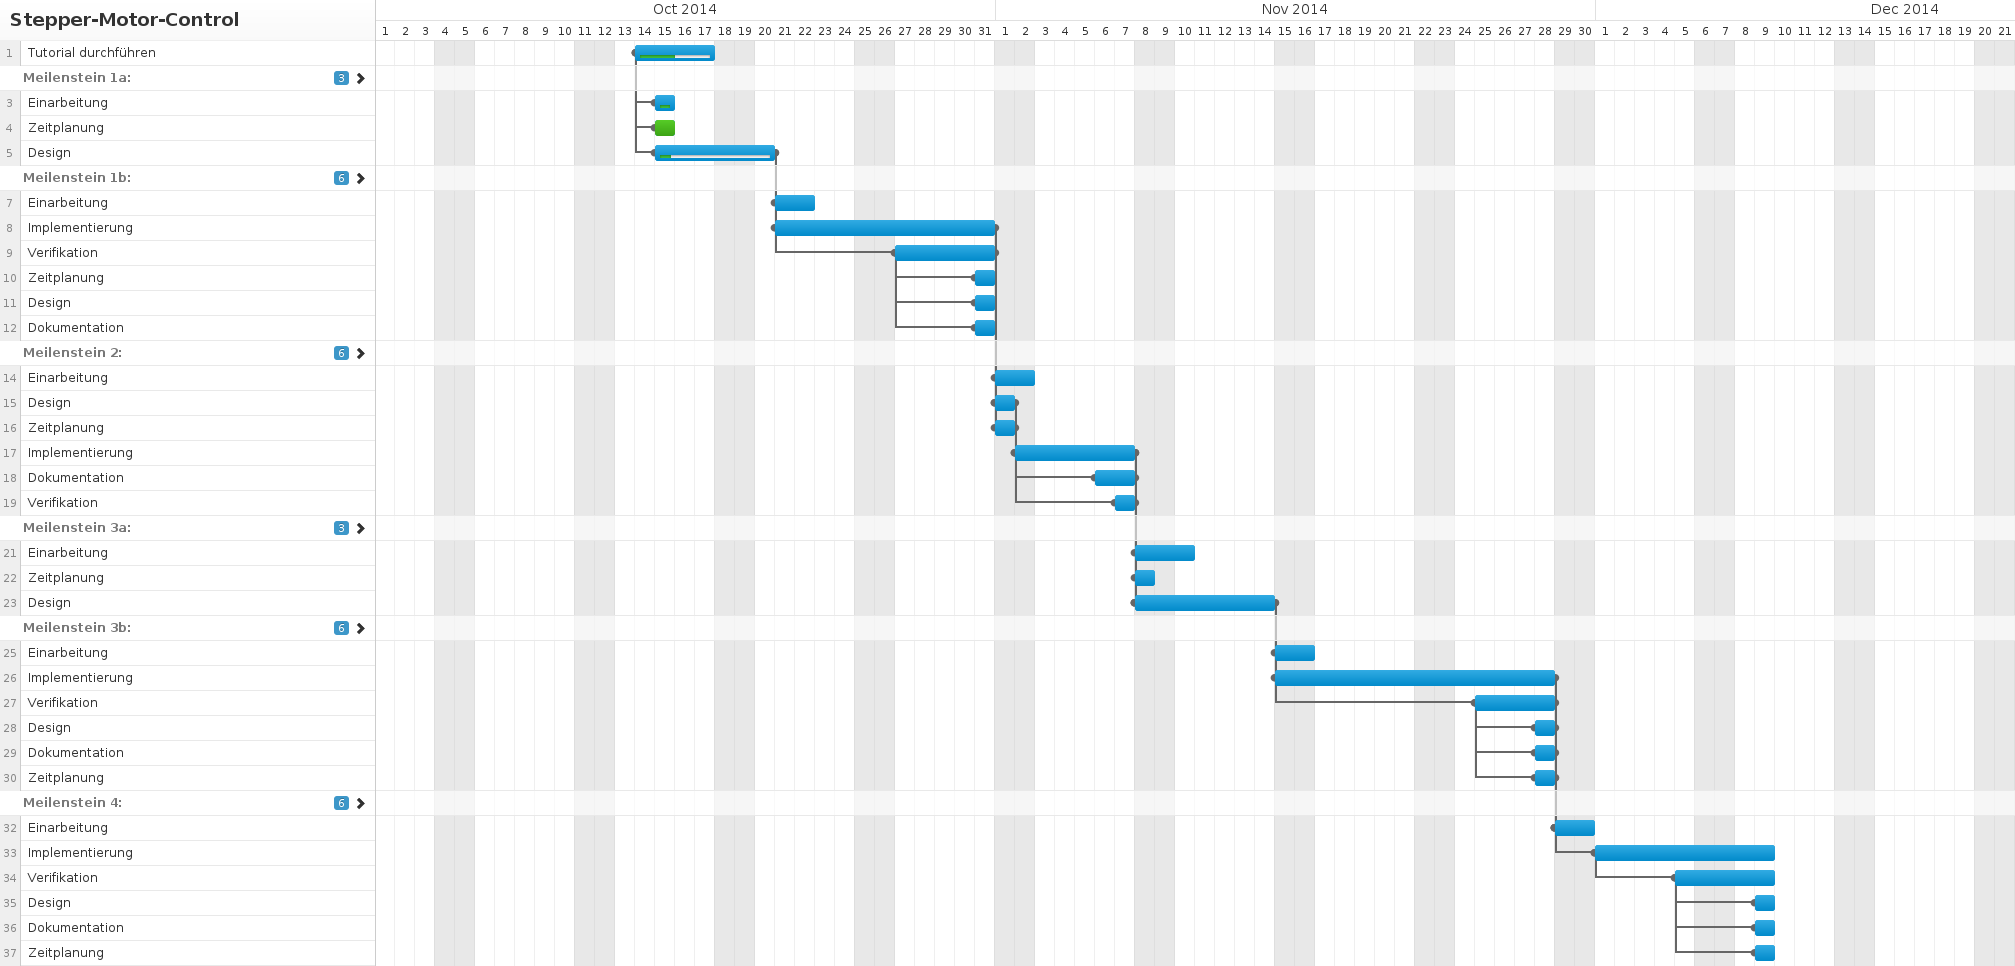 Stepper-Motor-Control
Oct 2014 Nov 2014 Dec 2014
1 2 3 4 5 6 7 8 9 10 11 12 13 14 15 16 17 18 19 20 21 22 23 24 25 26 27 28 29 30 31 1 2 3 4 5 6 7 8 9 10 11 12 13 14 15 16 17 18 19 20 21 22 23 24 25 26 27 28 29 30 1 2 3 4 5 6 7 8 9 10 11 12 13 14 15 16 17 18 19 20 21
1 Tutorial durchführen
Meilenstein 1a: 3
3 Einarbeitung
4 Zeitplanung
5 Design
Meilenstein 1b: 6
7 Einarbeitung
8 Implementierung
9 Verifikation
10 Zeitplanung
11 Design
12 Dokumentation
Meilenstein 2: 6
14 Einarbeitung
15 Design
16 Zeitplanung
17 Implementierung
18 Dokumentation
19 Verifikation
Meilenstein 3a: 3
21 Einarbeitung
22 Zeitplanung
23 Design
Meilenstein 3b: 6
25 Einarbeitung
26 Implementierung
27 Verifikation
28 Design
29 Dokumentation
30 Zeitplanung
Meilenstein 4: 6
32 Einarbeitung
33 Implementierung
34 Verifikation
35 Design
36 Dokumentation
37 Zeitplanung